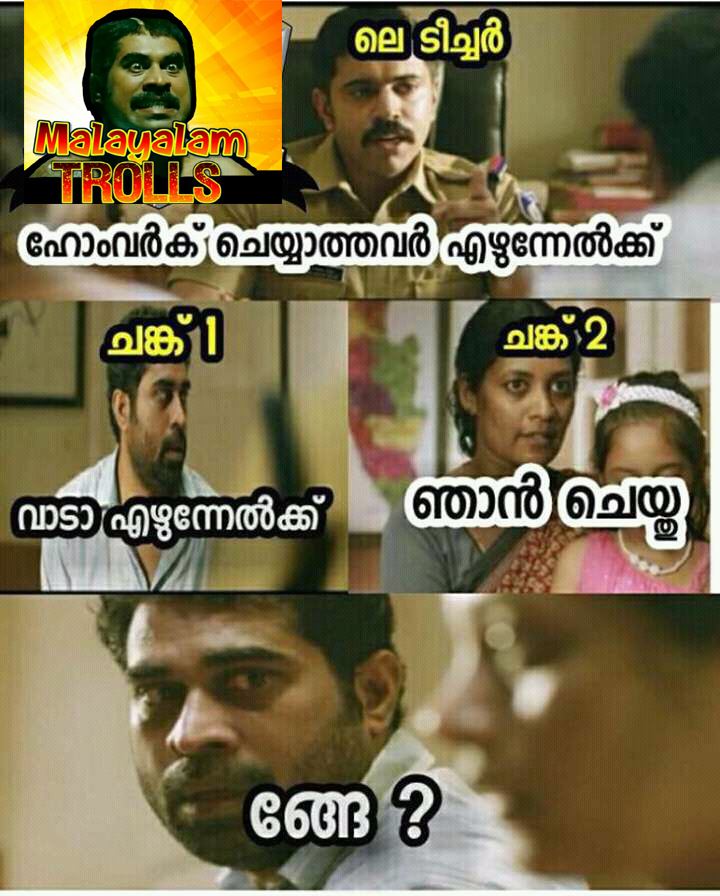 ലെ ടീച്ചർ
Malayalam
TROLLS
ഹോംവർക് ചെയ്യാത്തവർ എഴുന്നേൽക്ക്
ചങ്ക് 1
ചങ്ക് 2
വാടാ എഴുന്നേൽക്ക്
ഞാൻ ചെയ്തു
ങേ ?